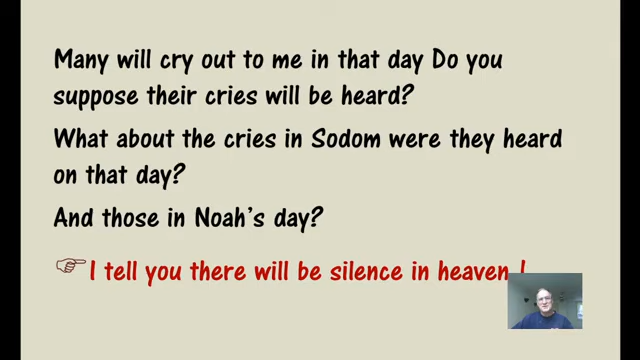 Many will cry out to me in that day Do you
suppose their cries will be heard?
What about the cries in Sodom were they heard
on that day?
And those in Noah's day?
☞ I tell you there will be silence in heaven !